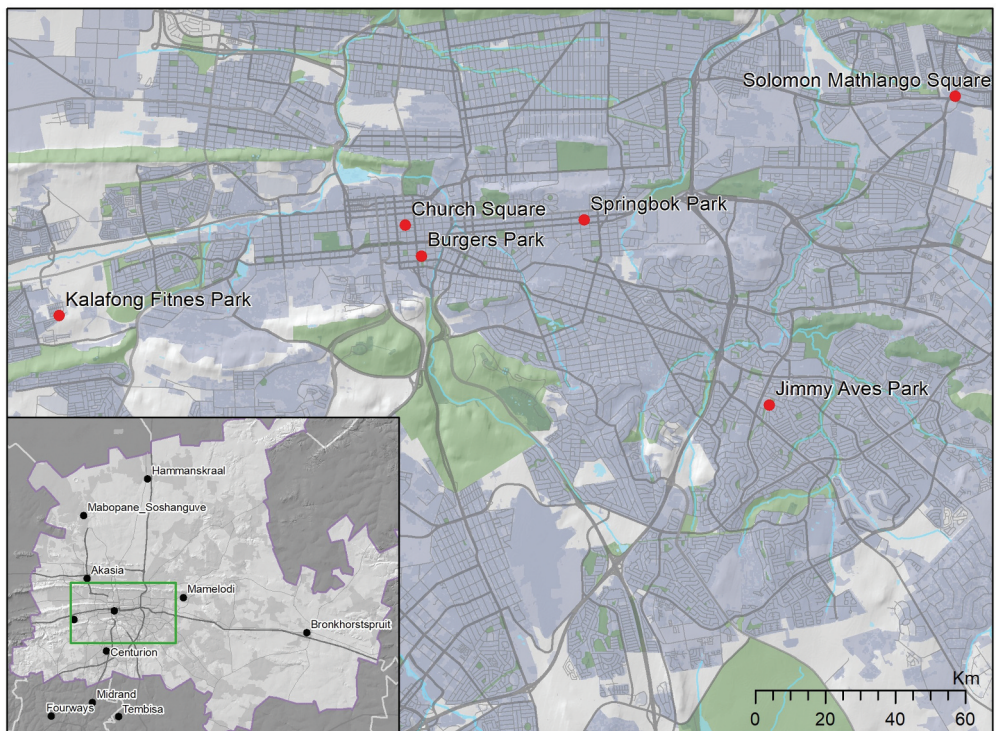 Solomon Mathlango Square
Church Square
Springbok Park
Burgers Park
Kalafong Fitnes Park
Jimmy Aves Park
Hammanskraal
Mabopane_Soshanguve
Akasia
Mamelodi
Bronkhorstspruit
Centurion
Midrand
Fourways
Tembisa
Km
0 20 40 60